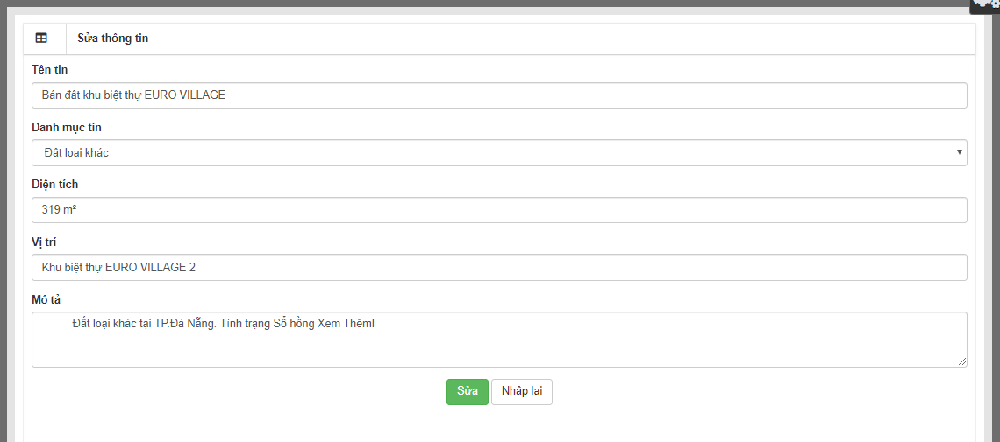 Sửa thông tin
Tên tin
Bán đất khu biệt thự EURO VILLAGE
Danh mục tin
Đất loại khác
Diện tích
319 m²
Vị trí
Khu biệt thự EURO VILLAGE 2
Mô tả
Đất loại khác tại TP.Đà Nẵng. Tình trạng Sổ hồng Xem Thêm!
Sửa Nhập lại